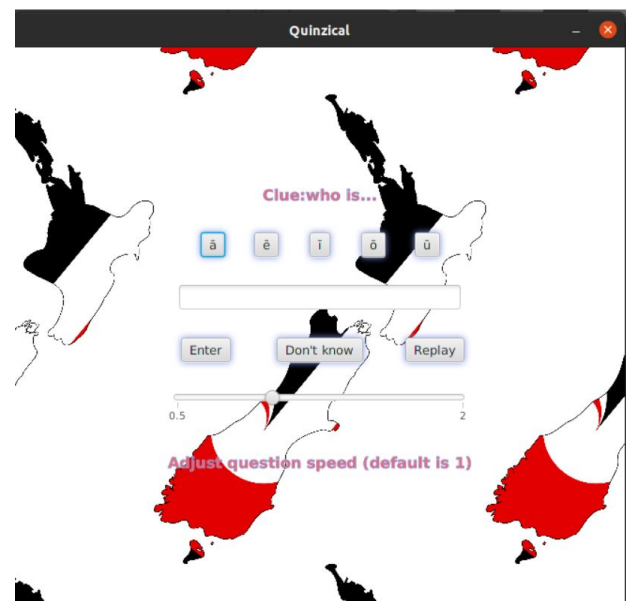 Quinzical
Clue:who is...
ā ē ī ō ū
Enter Don't know Replay
0.5 2
Adjust question speed (default is 1)